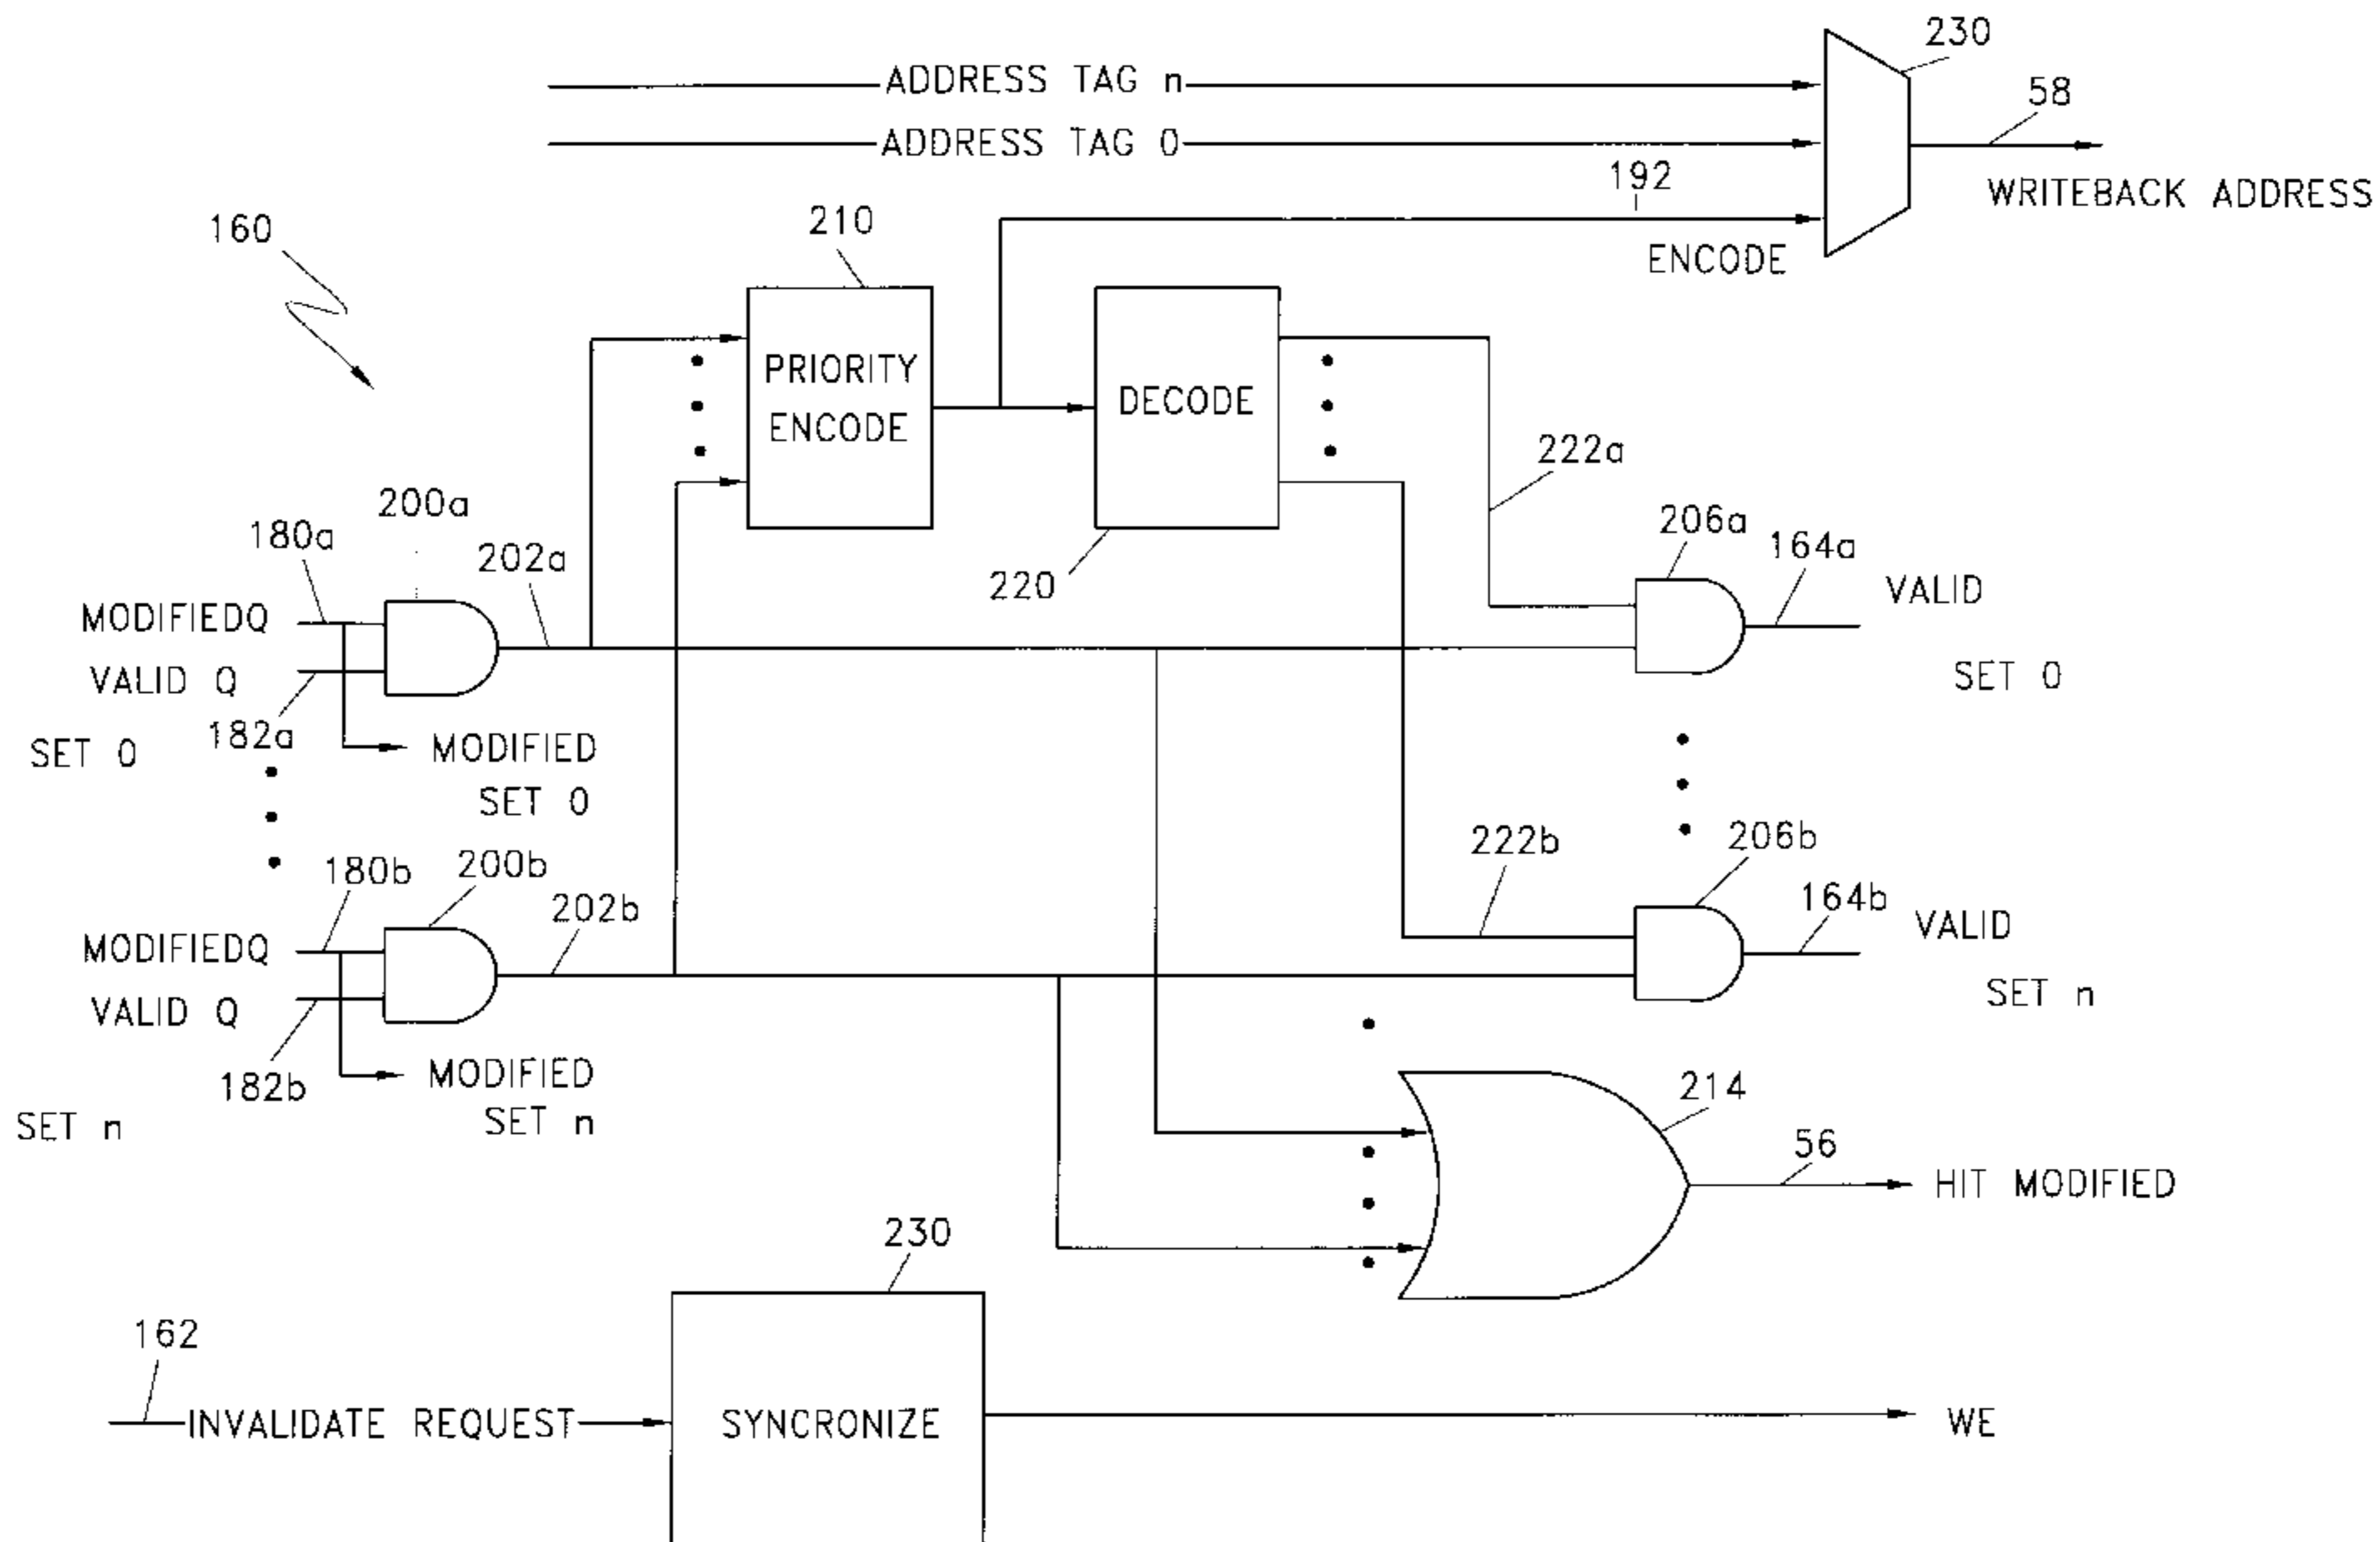 230
ADDRESS TAG n
58
ADDRESS TAG 0
192
WRITEBACK ADDRESS
160
210
ENCODE
PRIORITY
ENCODE
DECODE
222a
200a
180a
202a
220
206a
164a
MODIFIEDQ
VALID
VALID Q
SET 0
182a
SET 0
MODIFIED
SET 0
180b
200b
202b
222b
206b
164b
MODIFIEDQ
VALID
VALID Q
SET n
182b
MODIFIED
SET n
SET n
214
56
HIT MODIFIED
230
162
INVALIDATE REQUEST
SYNCRONIZE
WE